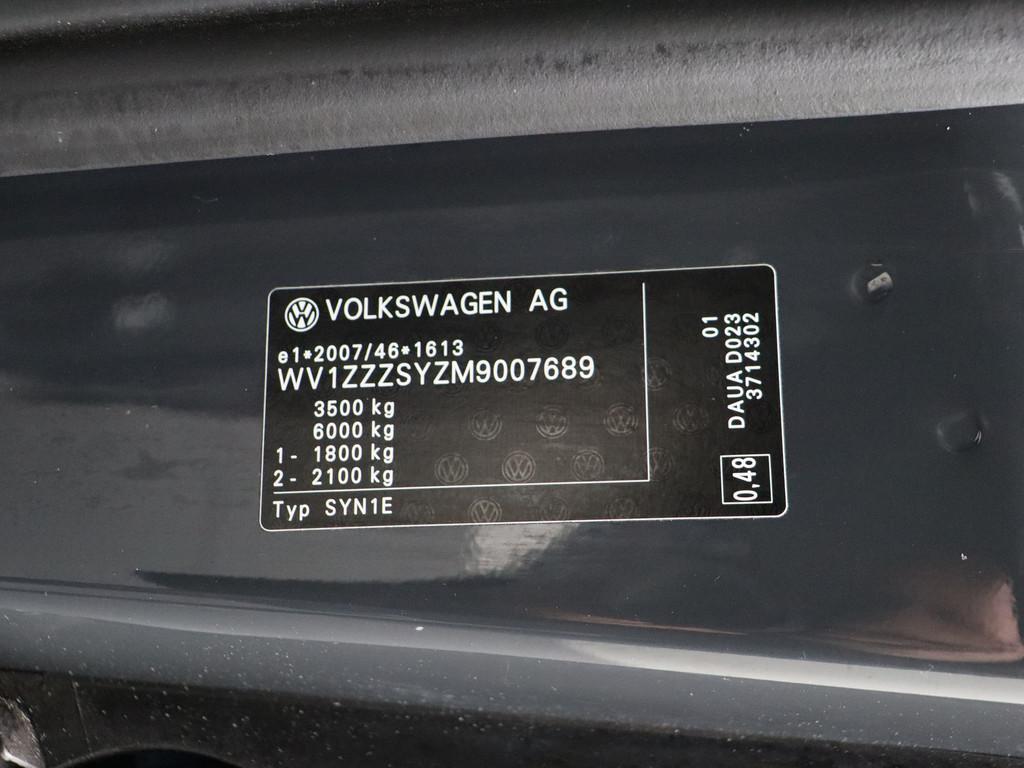 VOLKSWAGEN AG
e1*2007/46*1613
WV1ZZZSYZM9007689
3500 kg
6000 kg
1- 1800 kg
2- 2100 kg
Typ SYN1E
01
DAUA D023
3714302
0,48